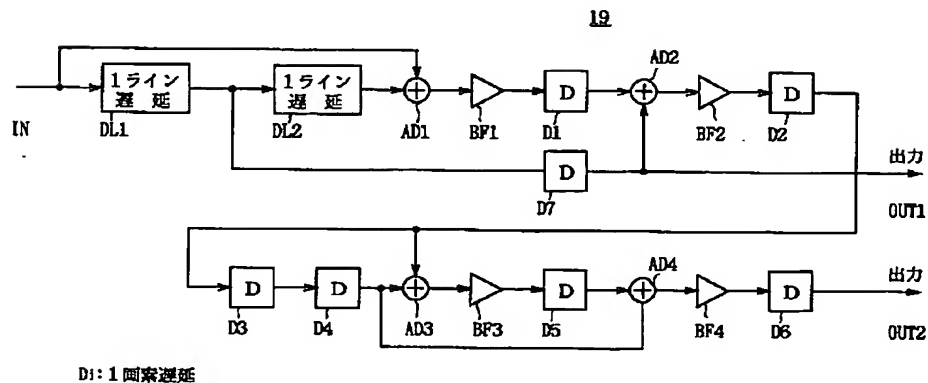 19
1ライン
遅延
DL1
1ライン
遅延
DL2
AD1
BF1
D
D1
AD2
BF2
D
D2
IN
D
D7
出力
OUT1
D
D3
D
D4
AD3
BF3
D
D5
AD4
BF4
D
D6
出力
OUT2
Di:1画素遅延